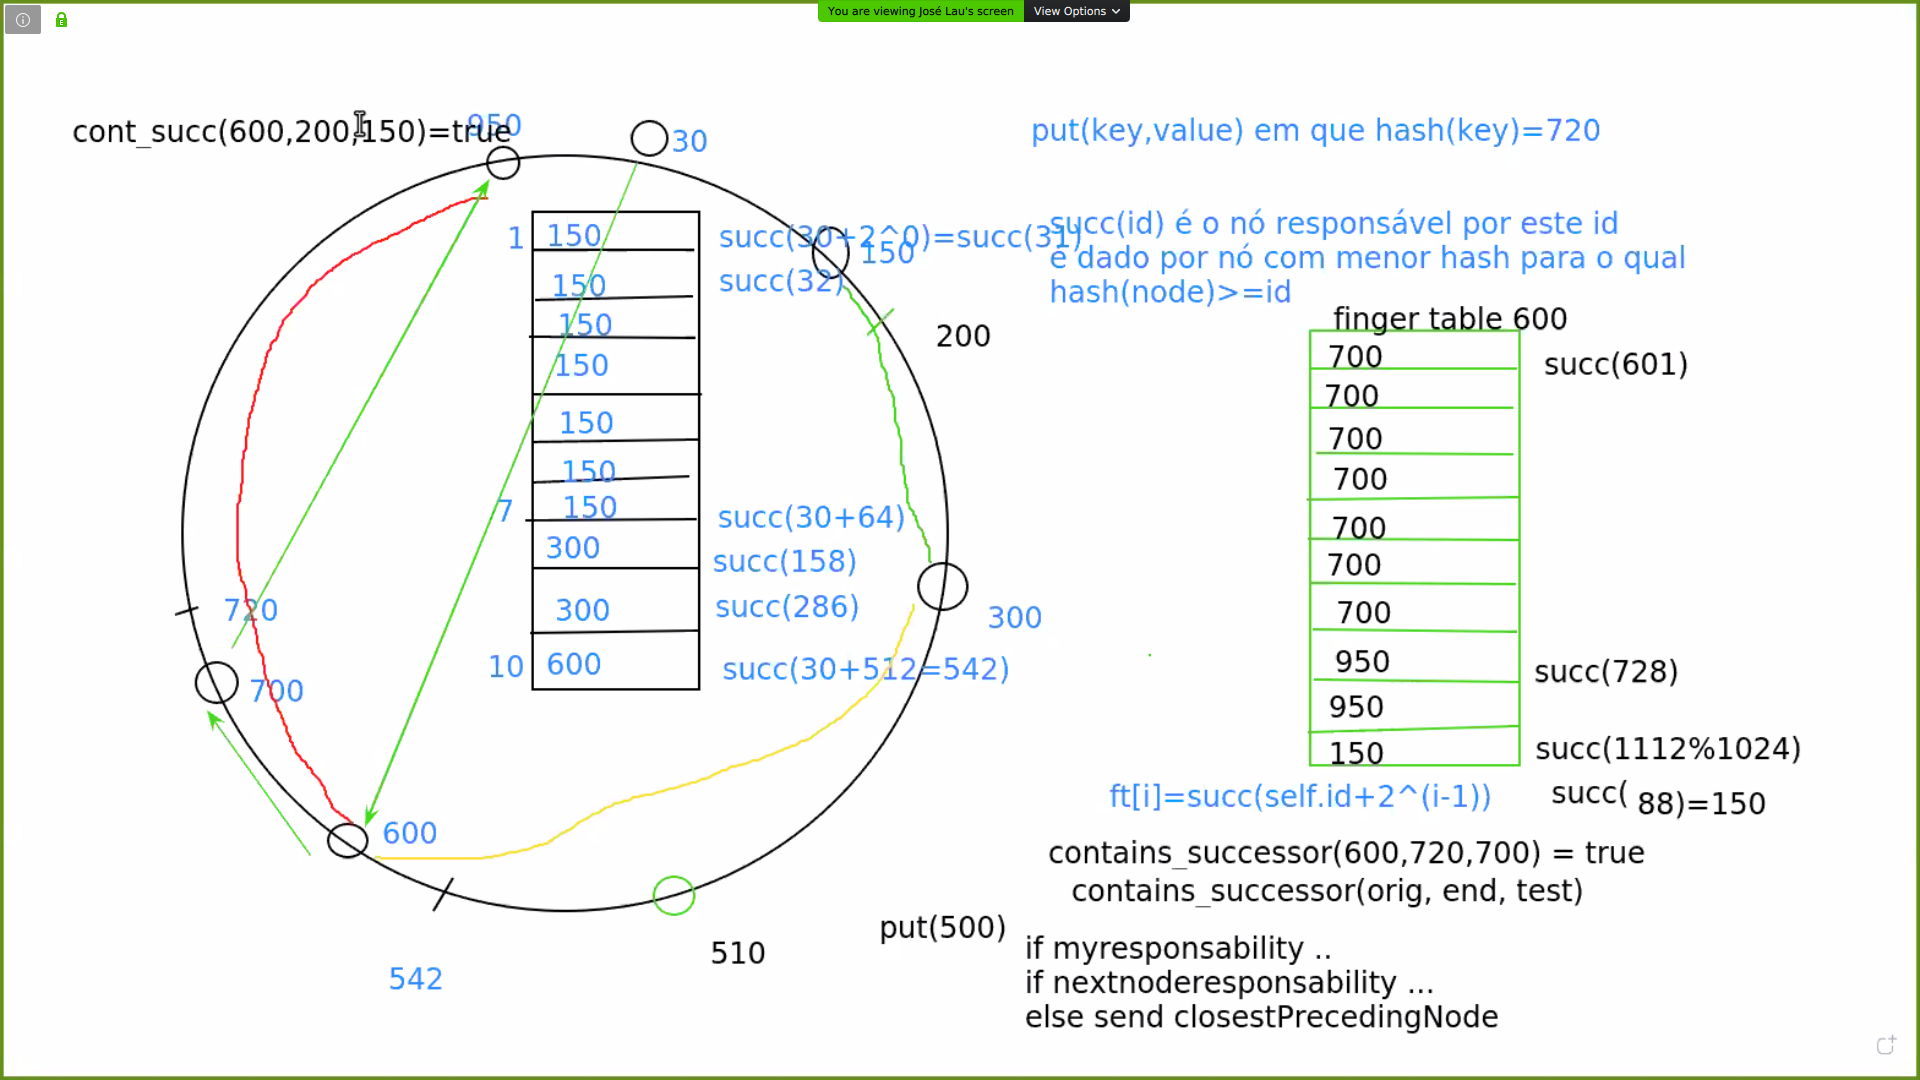 You are viewing José Lau's screen
View Options
cont_succ(600,200,150)=true
950
30
put(key,value) em que hash(key)=720
succ(id) é o nó responsável por este id
e dado por nó com menor hash para o qual
hash(node)>=id
1
150
succ(30+2^0)=succ(31)
150
150
succ(32)
150
150
150
150
7
150
succ(30+64)
300
succ(158)
300
succ(286)
10
600
succ(30+512=542)
200
300
720
700
600
542
510
put(500)
finger table 600
700
succ(601)
700
700
700
700
700
700
950
succ(728)
950
150
succ(1112%1024)
ft[i]=succ(self.id+2^(i-1))
succ( 88)=150
contains_successor(600,720,700) = true
contains_successor(orig, end, test)
if myresponsability ..
if nextnoderesponsability ...
else send closestPrecedingNode